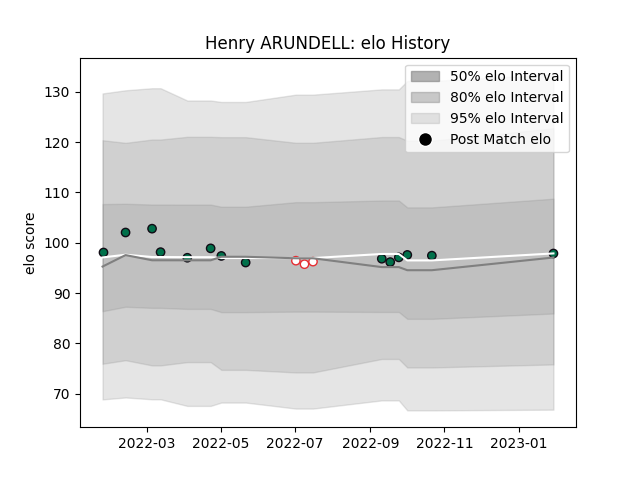 Henry ARUNDELL: elo History
50% elo Interval
80% elo Interval
95% elo Interval
Post Match elo
elo score
130
120
110
100
90
80
70
2022-03 2022-05 2022-07 2022-09 2022-11 2023-01